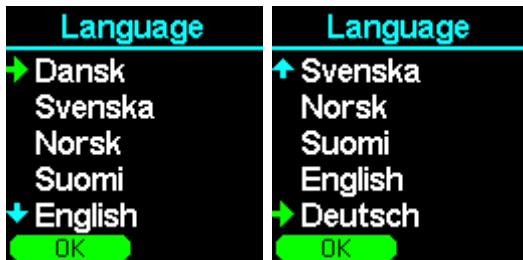 Language
Dansk
Svenska
Norsk
Suomi
English
OK
Language
Svenska
Norsk
Suomi
English
Deutsch
OK